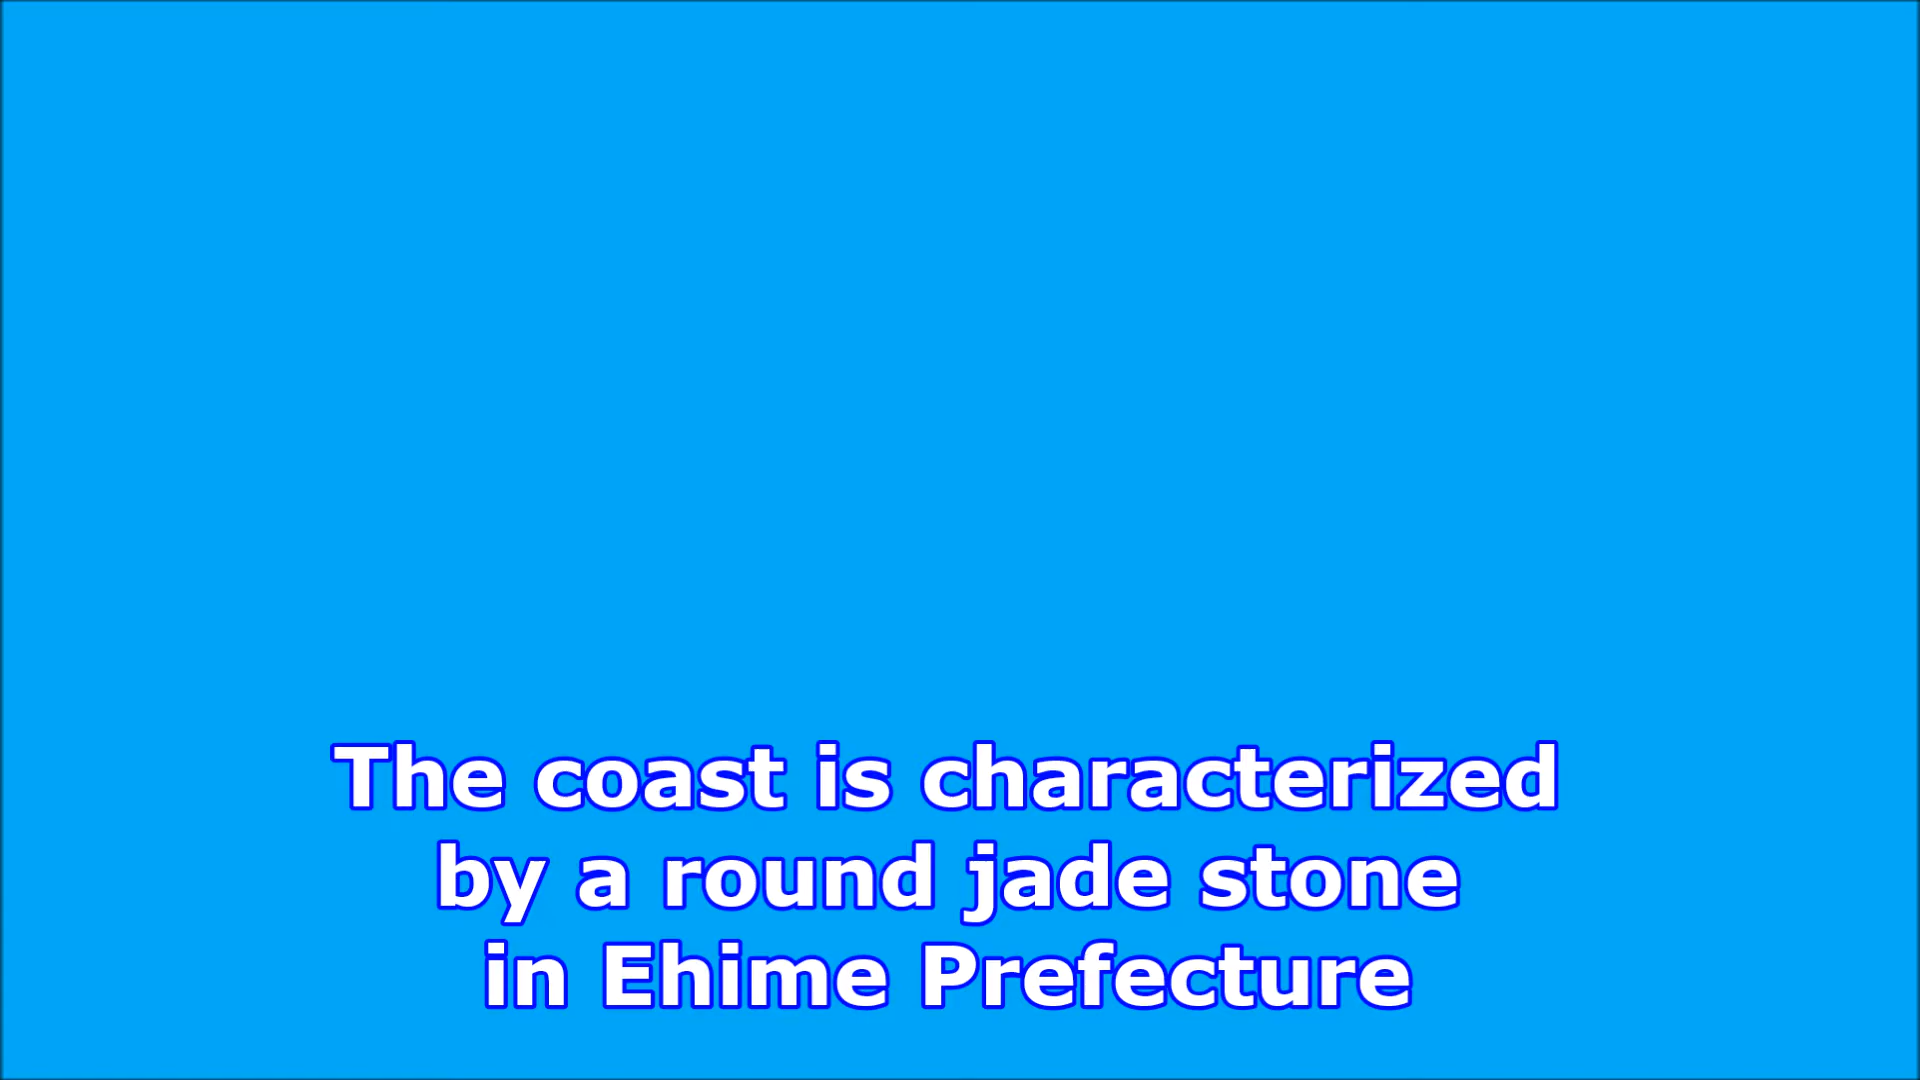 The coast is characterized
by a round jade stone
in Ehime Prefecture